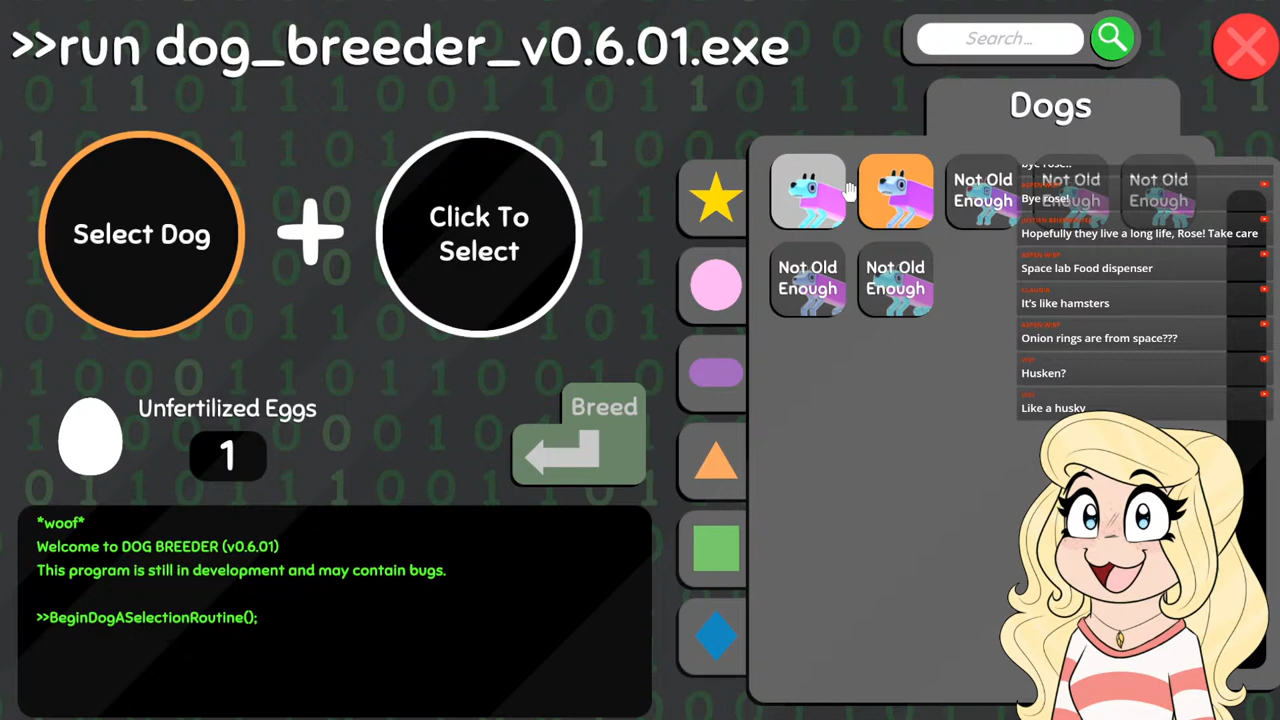 >>run dog_breeder_v0.6.01.exe
Search...
Dogs
Select Dog
+
Click To
Select
Not Old
Enough
Not Old
Enough
Not Old
Enough
Not Old
Enough
Not Old
Enough
bye rose..
Bye rose!
Hopefully they live a long life, Rose! Take care
Space lab Food dispenser
CLAUDIA
It's like hamsters
Onion rings are from space???
Husken?
Like a husky
Unfertilized Eggs
1
Breed
*woof*
Welcome to DOG BREEDER (v0.6.01)
This program is still in development and may contain bugs.
>>BeginDogASelectionRoutine();